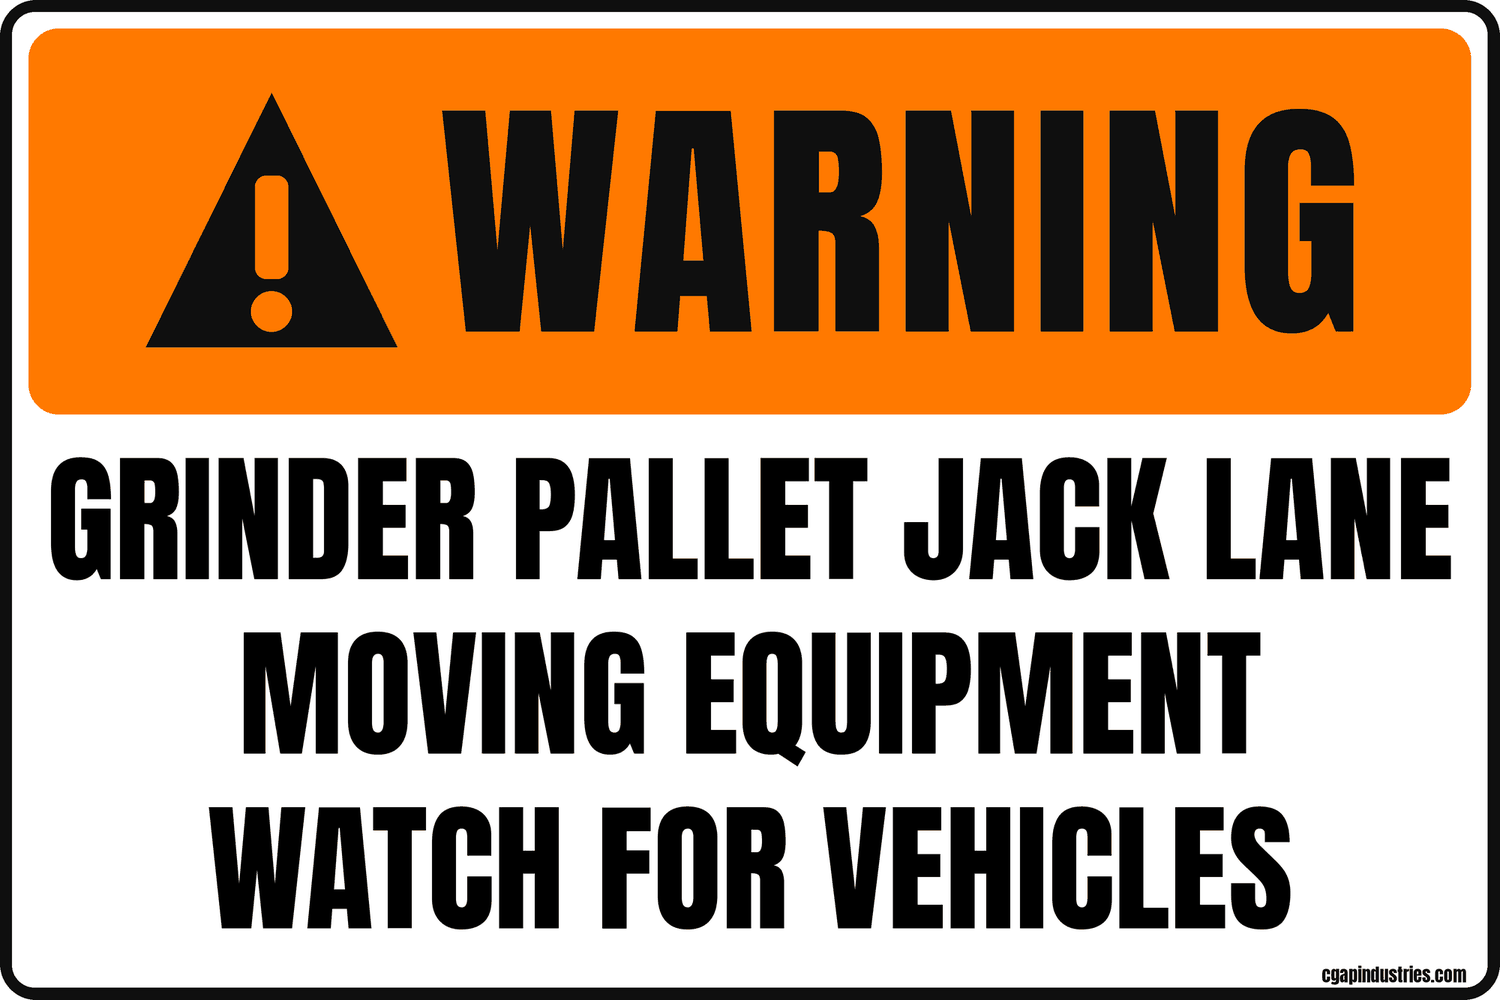 WARNING
GRINDER PALLET JACK LANE
MOVING EQUIPMENT
WATCH FOR VEHICLES
cgapindustries.com